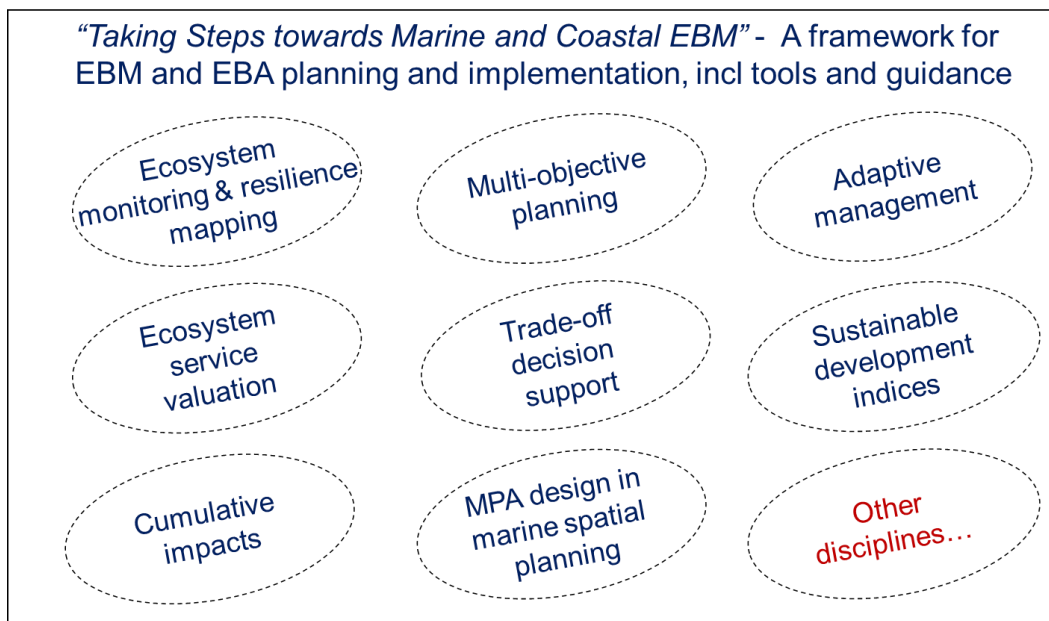 “Taking Steps towards Marine and Coastal EBM” - A framework for
EBM and EBA planning and implementation, incl tools and guidance
Ecosystem
monitoring & resilience
mapping
Multi-objective
planning
Adaptive
management
Ecosystem
service
valuation
Trade-off
decision
support
Sustainable
development
indices
Cumulative
impacts
MPA design in
marine spatial
planning
Other
disciplines…